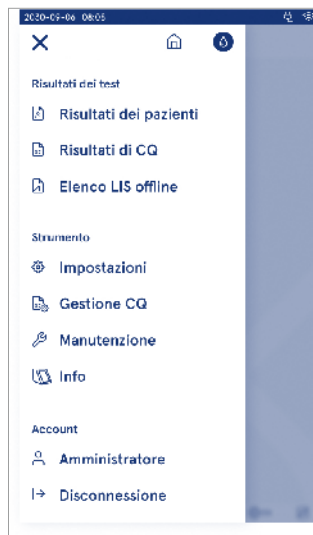 2030-09-06 08:05
Risultati dei test
Risultati dei pazienti
Risultati di CQ
Elenco LIS offline
Strumento
Impostazioni
Gestione CQ
Manutenzione
Info
Account
Amministratore
Disconnessione